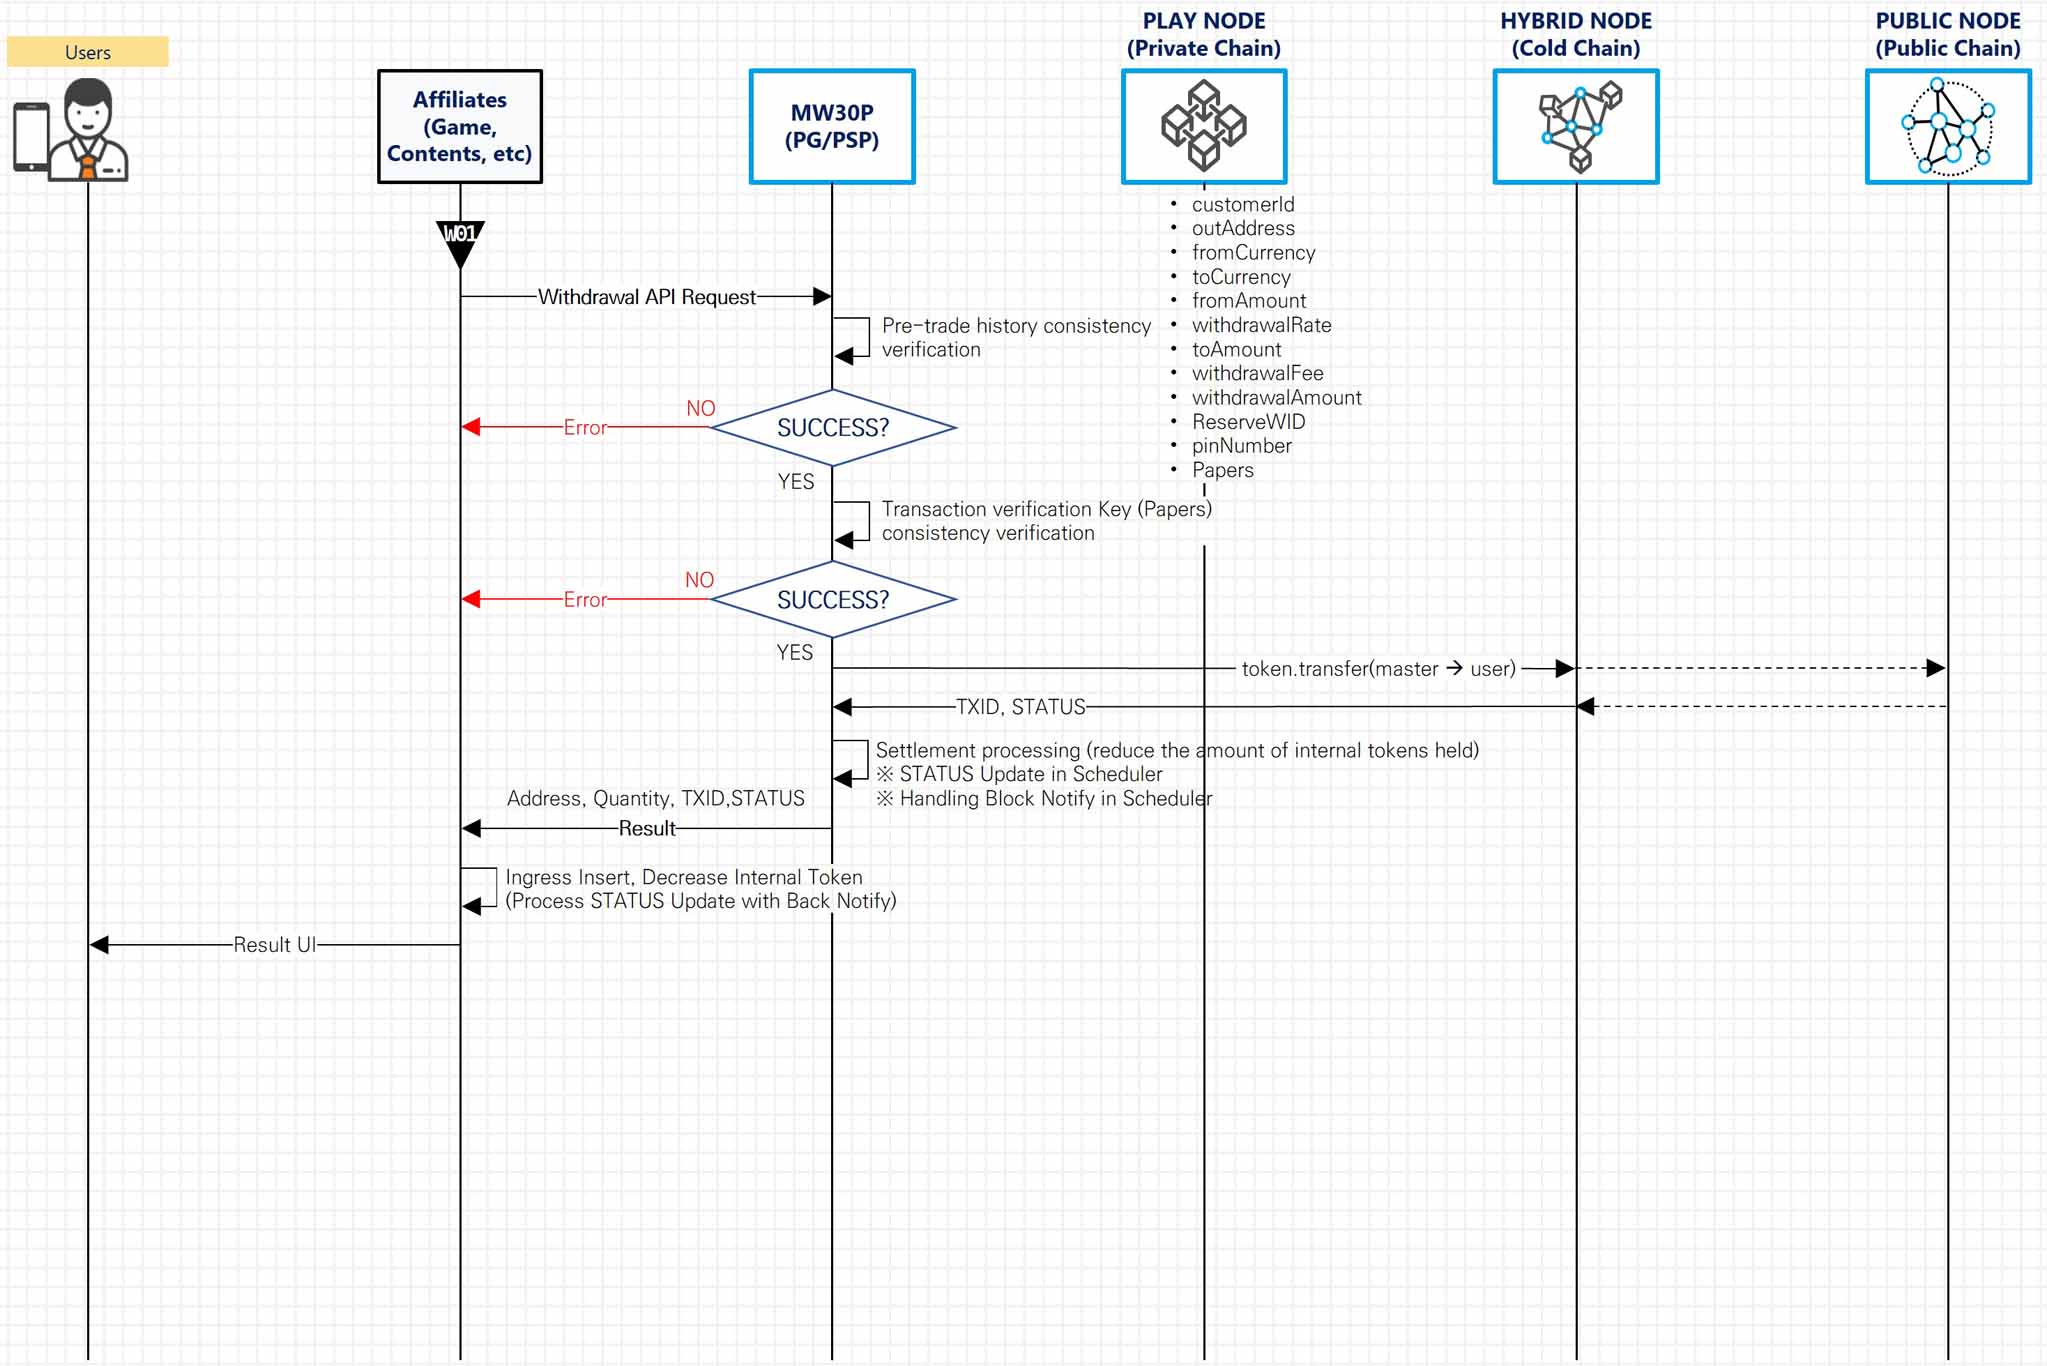 PLAY NODE
(Private Chain)
HYBRID NODE
(Cold Chain)
PUBLIC NODE
(Public Chain)
Users
Affiliates
(Game,
Contents, etc)
MW30P
(PG/PSP)
W01
• customerId
• outAddress
• fromCurrency
• toCurrency
• fromAmount
• withdrawalRate
• toAmount
• withdrawalFee
• withdrawalAmount
• ReserveWID
• pinNumber
• Papers
Withdrawal API Request
Pre-trade history consistency
verification
NO
Error
SUCCESS?
YES
Transaction verification Key (Papers)
consistency verification
NO
Error
SUCCESS?
YES
token.transfer(master → user)
TXID, STATUS
Settlement processing (reduce the amount of internal tokens held)
※ STATUS Update in Scheduler
※ Handling Block Notify in Scheduler
Address, Quantity, TXID,STATUS
Result
Ingress Insert, Decrease Internal Token
(Process STATUS Update with Back Notify)
Result UI